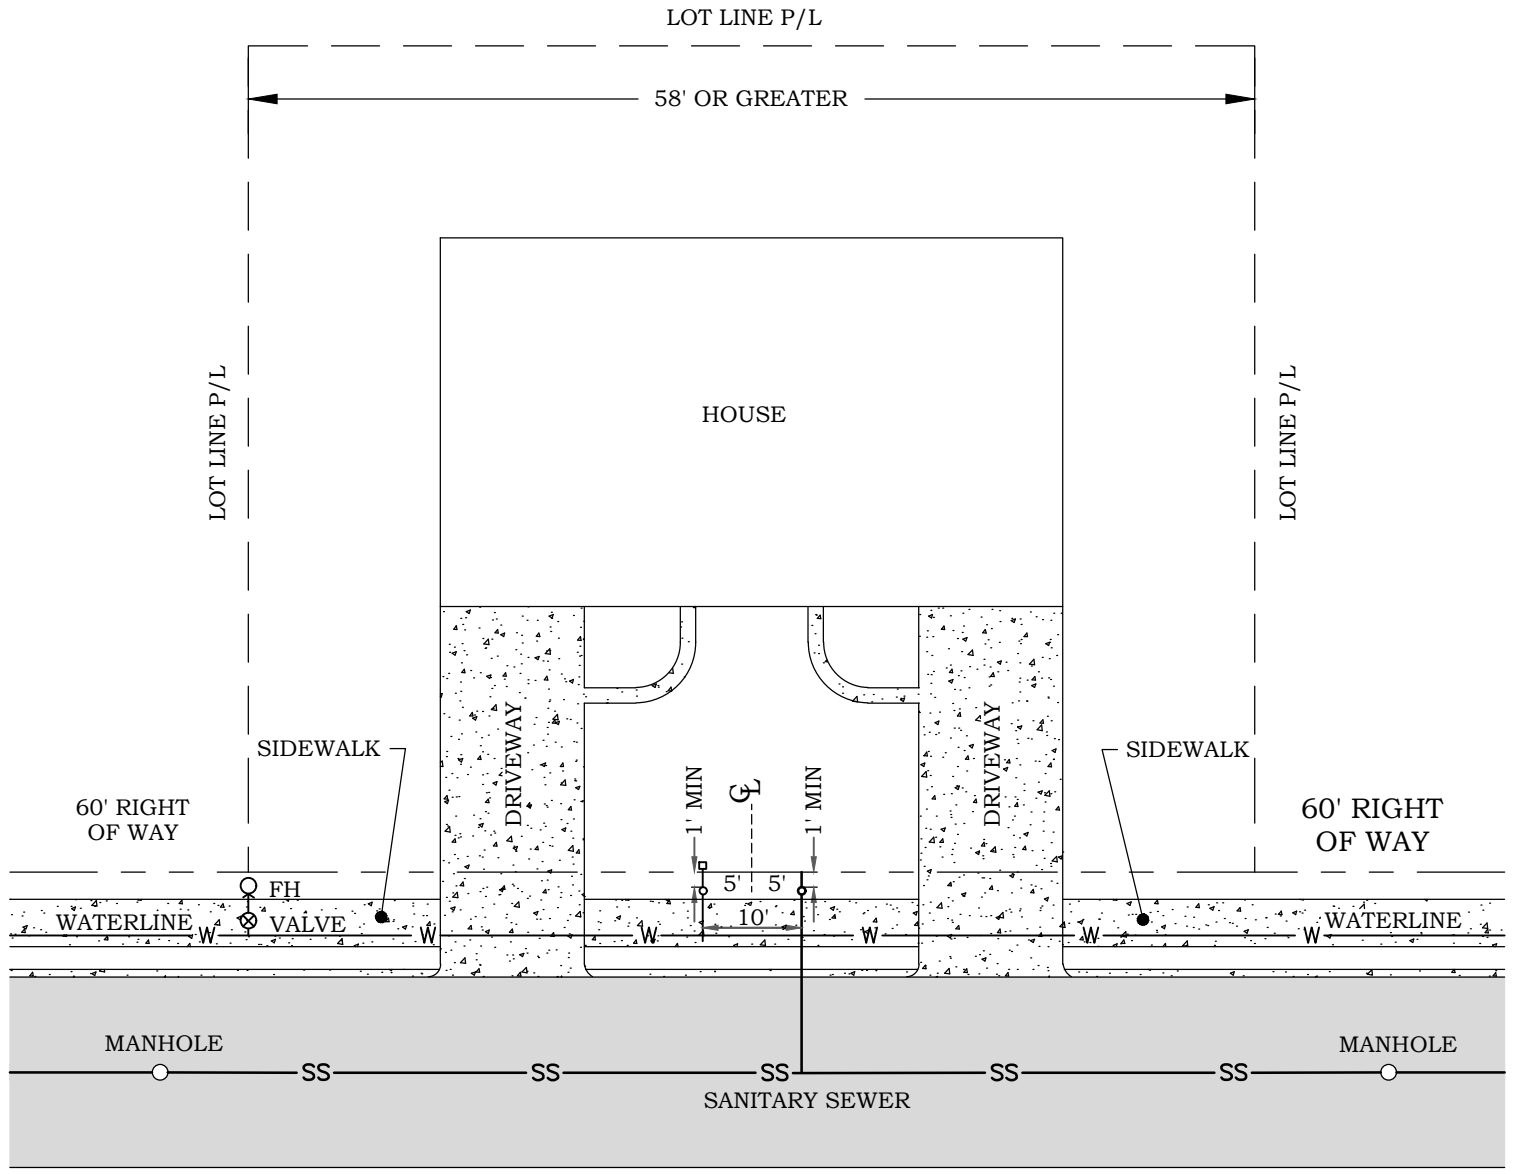 LOT LINE P/L
58' OR GREATER
LOT LINE P/L
LOT LINE P/L
HOUSE
DRIVEWAY
DRIVEWAY
SIDEWALK
SIDEWALK
1' MIN
℄
1' MIN
60' RIGHT
OF WAY
60' RIGHT
OF WAY
FH
5'
5'
10'
WATERLINE
VALVE
WATERLINE
W
W
W
W
W
W
MANHOLE
MANHOLE
SS
SS
SS
SS
SS
SANITARY SEWER